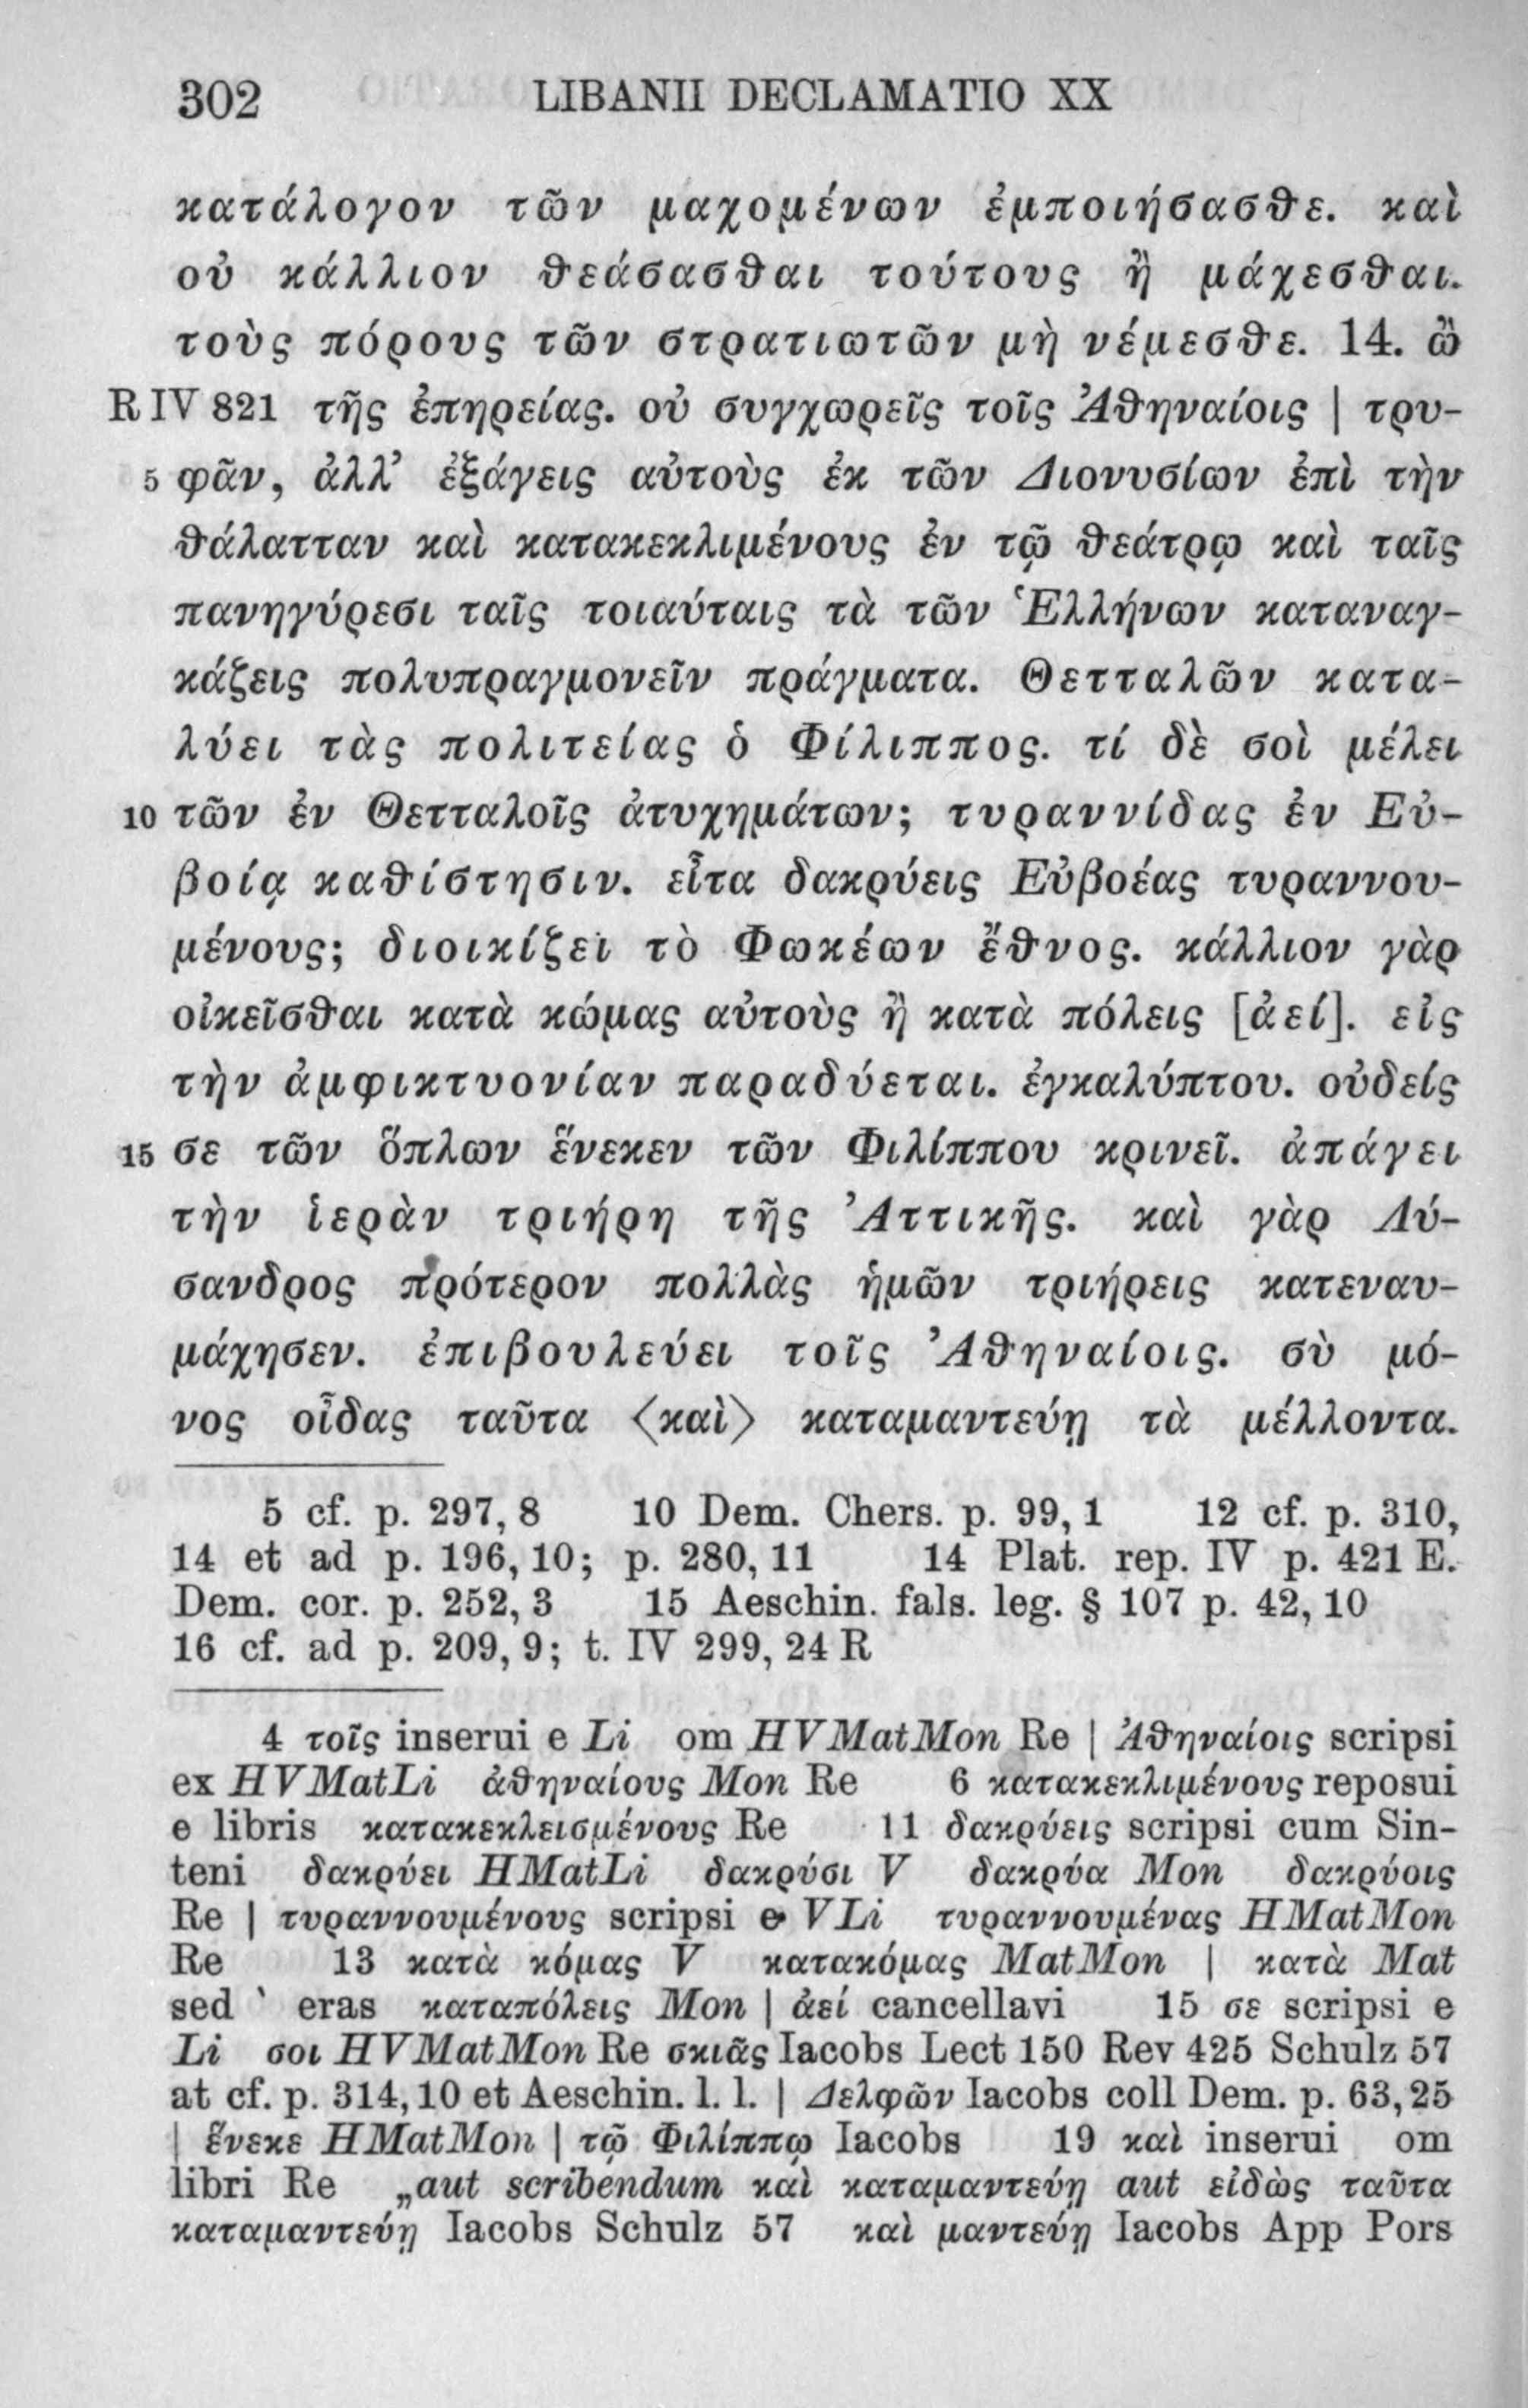 302 LIBANII DECLAMATIO XX
κατάλογον τῶν μαχομένων ἐμποιήσασθε. καὶ
οὐ κάλλιον θεάσασθαι τούτους ἢ μάχεσθαι.
τοὺς πόρους τῶν στρατιωτῶν μὴ νέμεσθε. 14. ὢ
R IV 821 τῆς ἐπηρείας. οὐ συγχωρεῖς τοῖς Ἀθηναίοις | τρυ-
5 φᾶν, ἀλλ’ ἐξάγεις αὐτοὺς ἐκ τῶν Διονυσίων ἐπὶ τὴν
θάλατταν καὶ κατακεκλιμένους ἐν τῷ θεάτρῳ καὶ ταῖς
πανηγύρεσι ταῖς τοιαύταις τὰ τῶν Ἑλλήνων καταναγ-
κάζεις πολυπραγμονεῖν πράγματα. Θετταλῶν κατα-
λύει τὰς πολιτείας ὁ Φίλιππος. τί δὲ σοὶ μέλει
10 τῶν ἐν Θετταλοῖς ἀτυχημάτων; τυραννίδας ἐν Εὐ-
βοίᾳ καθίστησιν. εἶτα δακρύεις Εὐβοέας τυραννου-
μένους; διοικίζει τὸ Φωκέων ἔθνος. κάλλιον γὰρ
οἰκεῖσθαι κατὰ κώμας αὐτοὺς ἢ κατὰ πόλεις [ἀεί]. εἰς
τὴν ἀμφικτυονίαν παραδύεται. ἐγκαλύπτου. οὐδείς
15 σε τῶν ὅπλων ἕνεκεν τῶν Φιλίππου κρινεῖ. ἀπάγει
τὴν ἱερὰν τριήρη τῆς Ἀττικῆς. καὶ γὰρ Λύ-
σανδρος πρότερον πολλὰς ἡμῶν τριήρεις κατεναυ-
μάχησεν. ἐπιβουλεύει τοῖς Ἀθηναίοις. σὺ μό-
νος οἶδας ταῦτα ⟨καὶ⟩ καταμαντεύῃ τὰ μέλλοντα.
5 cf. p. 297, 8 10 Dem. Chers. p. 99, 1 12 cf. p. 310,
14 et ad p. 196, 10; p. 280, 11 14 Plat. rep. IV p. 421 E.
Dem. cor. p. 252, 3 15 Aeschin. fals. leg. § 107 p. 42, 10
16 cf. ad p. 209, 9; t. IV 299, 24 R
4 τοῖς inserui e Li om HVMatMon Re | Ἀθηναίοις scripsi
ex HVMatLi ἀθηναίους Mon Re 6 κατακεκλιμένους reposui
e libris κατακεκλεισμένους Re 11 δακρύεις scripsi cum Sin-
teni δακρύει HMatLi δακρύσι V δακρύα Mon δακρύοις
Re | τυραννουμένους scripsi e VLi τυραννουμένας HMatMon
Re 13 κατὰ κόμας V κατακόμας MatMon | κατὰ Mat
sed ‵ eras καταπόλεις Mon | ἀεί cancellavi 15 σε scripsi e
Li σοι HVMatMon Re σκιᾶς Iacobs Lect 150 Rev 425 Schulz 57
at cf. p. 314, 10 et Aeschin. l. l. | Δελφῶν Iacobs coll Dem. p. 63, 25
| ἕνεκε HMatMon | τῷ Φιλίππῳ Iacobs 19 καὶ inserui om
libri Re „aut scribendum καὶ καταμαντεύῃ aut εἰδὼς ταῦτα
καταμαντεύῃ Iacobs Schulz 57 καὶ μαντεύῃ Iacobs App Pors